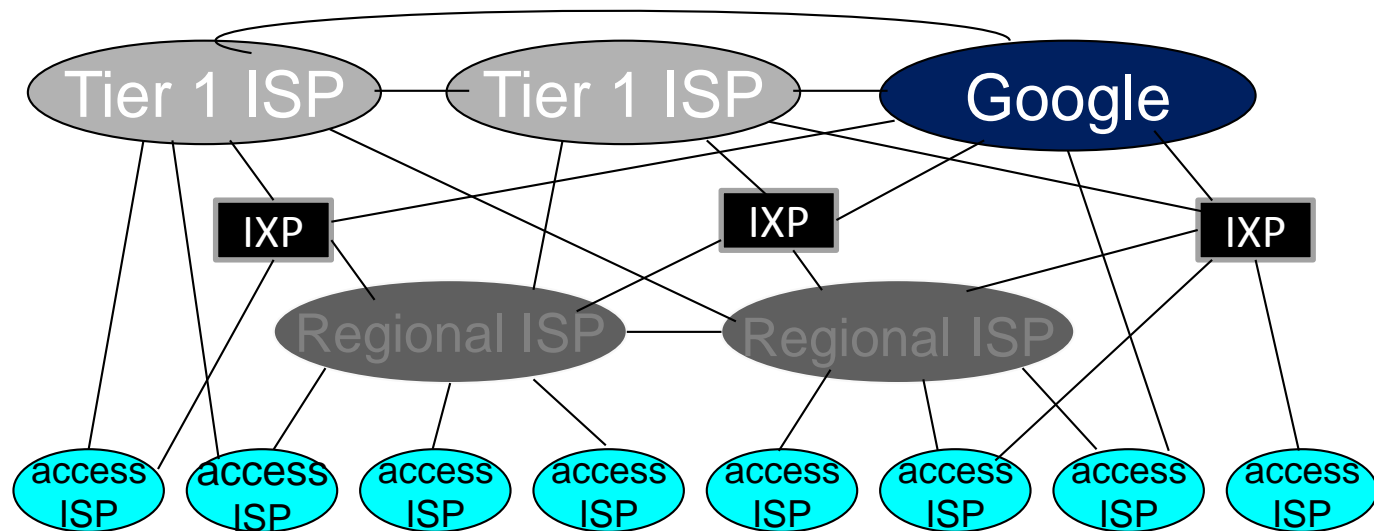 Tier 1 ISP
Tier 1 ISP
Google
IXP
IXP
IXP
Regional ISP
Regional ISP
access
ISP
access
ISP
access
ISP
access
ISP
access
ISP
access
ISP
access
ISP
access
ISP